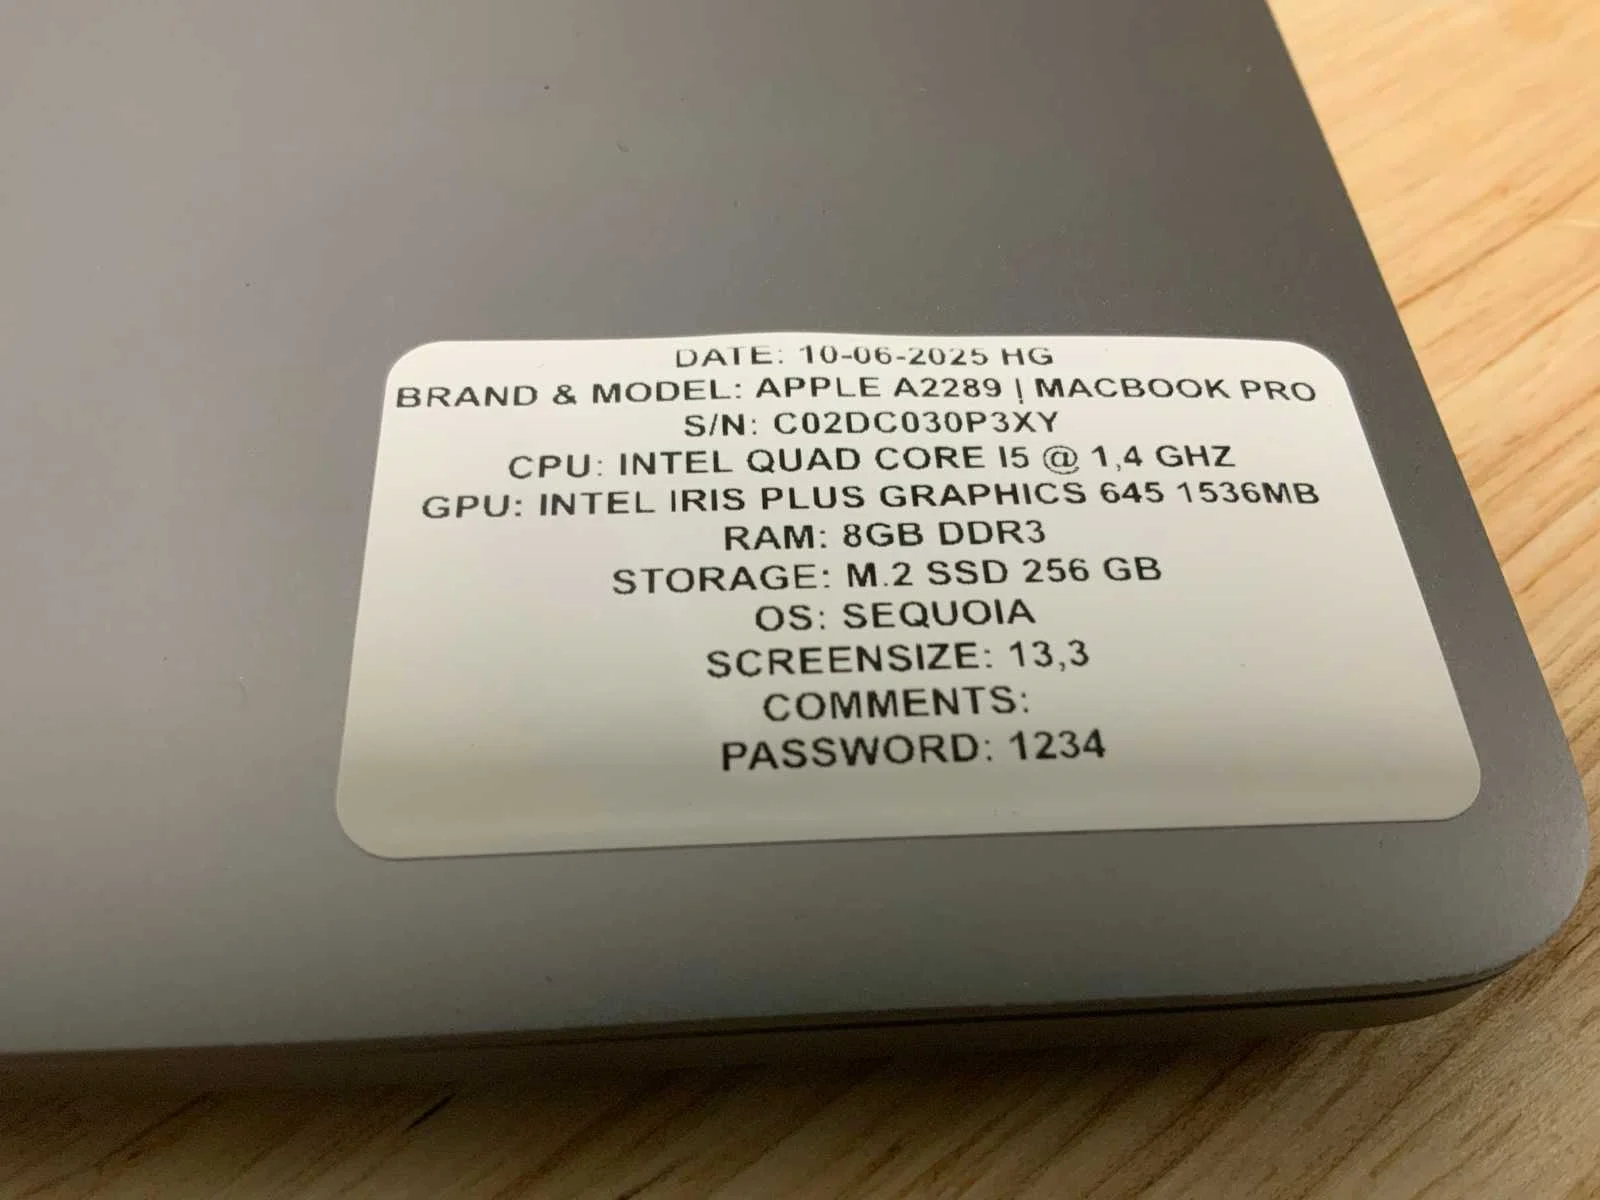 DATE: 10-06-2025 HG
BRAND & MODEL: APPLE A2289 | MACBOOK PRO
S/N: C02DC030P3XY
CPU: INTEL QUAD CORE I5 @ 1,4 GHZ
GPU: INTEL IRIS PLUS GRAPHICS 645 1536MB
RAM: 8GB DDR3
STORAGE: M.2 SSD 256 GB
OS: SEQUOIA
SCREENSIZE: 13,3
COMMENTS:
PASSWORD: 1234